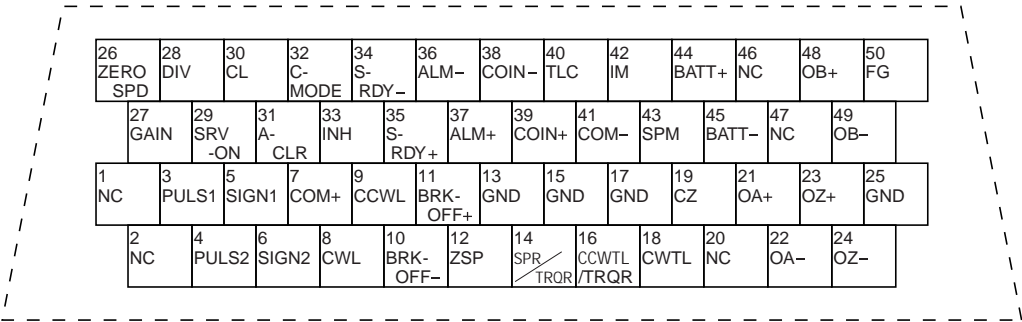 26 28 30 32 34 36 38 40 42 44 46 48 50
ZERO DIV CL C- S- ALM− COIN− TLC IM BATT+ NC OB+ FG
SPD MODE RDY−
27 29 31 33 35 37 39 41 43 45 47 49
GAIN SRV A- INH S- ALM+ COIN+ COM− SPM BATT− NC OB−
-ON CLR RDY+
1 3 5 7 9 11 13 15 17 19 21 23 25
NC PULS1 SIGN1 COM+ CCWL BRK- GND GND GND CZ OA+ OZ+ GND
OFF+
2 4 6 8 10 12 14 16 18 20 22 24
NC PULS2 SIGN2 CWL BRK- ZSP SPR CCWTL CWTL NC OA− OZ−
OFF− TRQR /TRQR